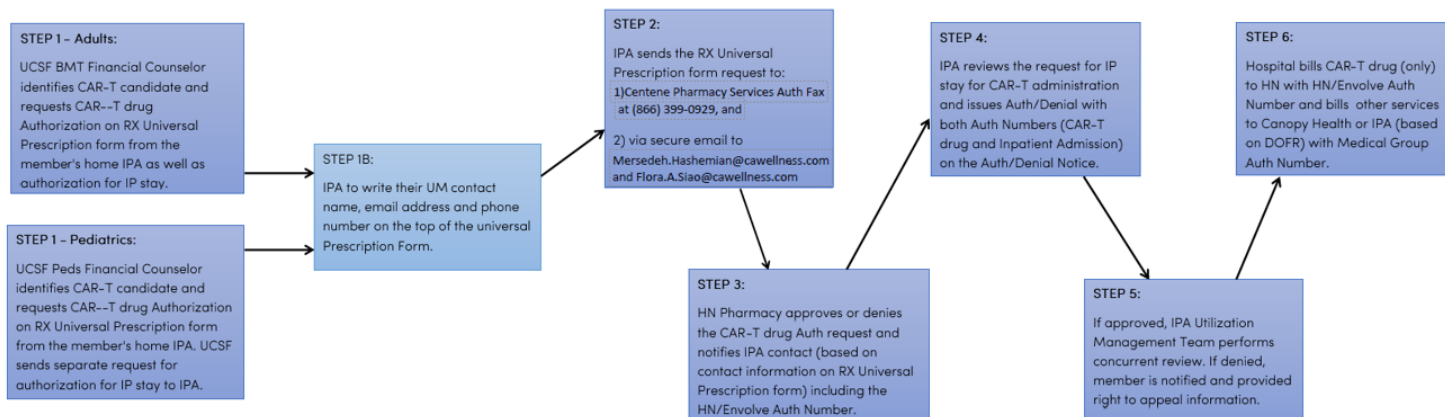 STEP 1 – Adults:
UCSF BMT Financial Counselor
identifies CAR-T candidate and
requests CAR--T drug
Authorization on RX Universal
Prescription form from the
member's home IPA as well as
authorization for IP stay.
STEP 1 – Pediatrics:
UCSF Peds Financial Counselor
identifies CAR-T candidate and
requests CAR--T drug Authorization
on RX Universal Prescription form
from the member's home IPA. UCSF
sends separate request for
authorization for IP stay to IPA.
STEP 1B:
IPA to write their UM contact
name, email address and phone
number on the top of the universal
Prescription Form.
STEP 2:
IPA sends the RX Universal
Prescription form request to:
1)Centene Pharmacy Services Auth Fax
at (866) 399-0929, and
2) via secure email to
Mersedeh.Hashemian@cawellness.com
and Flora.A.Siao@cawellness.com
STEP 3:
HN Pharmacy approves or denies
the CAR-T drug Auth request and
notifies IPA contact (based on
contact information on RX Universal
Prescription form) including the
HN/Envolve Auth Number.
STEP 4:
IPA reviews the request for IP
stay for CAR-T administration
and issues Auth/Denial with
both Auth Numbers (CAR-T
drug and Inpatient Admission)
on the Auth/Denial Notice.
STEP 5:
If approved, IPA Utilization
Management Team performs
concurrent review. If denied,
member is notified and provided
right to appeal information.
STEP 6:
Hospital bills CAR-T drug (only)
to HN with HN/Envolve Auth
Number and bills  other services
to Canopy Health or IPA (based
on DOFR) with Medical Group
Auth Number.